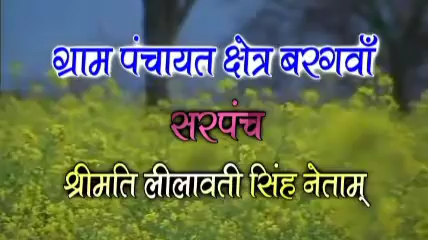 ग्राम पंचायत क्षेत्र बरगवाँ
सरपंच
श्रीमति लीलावती सिंह नेताम्